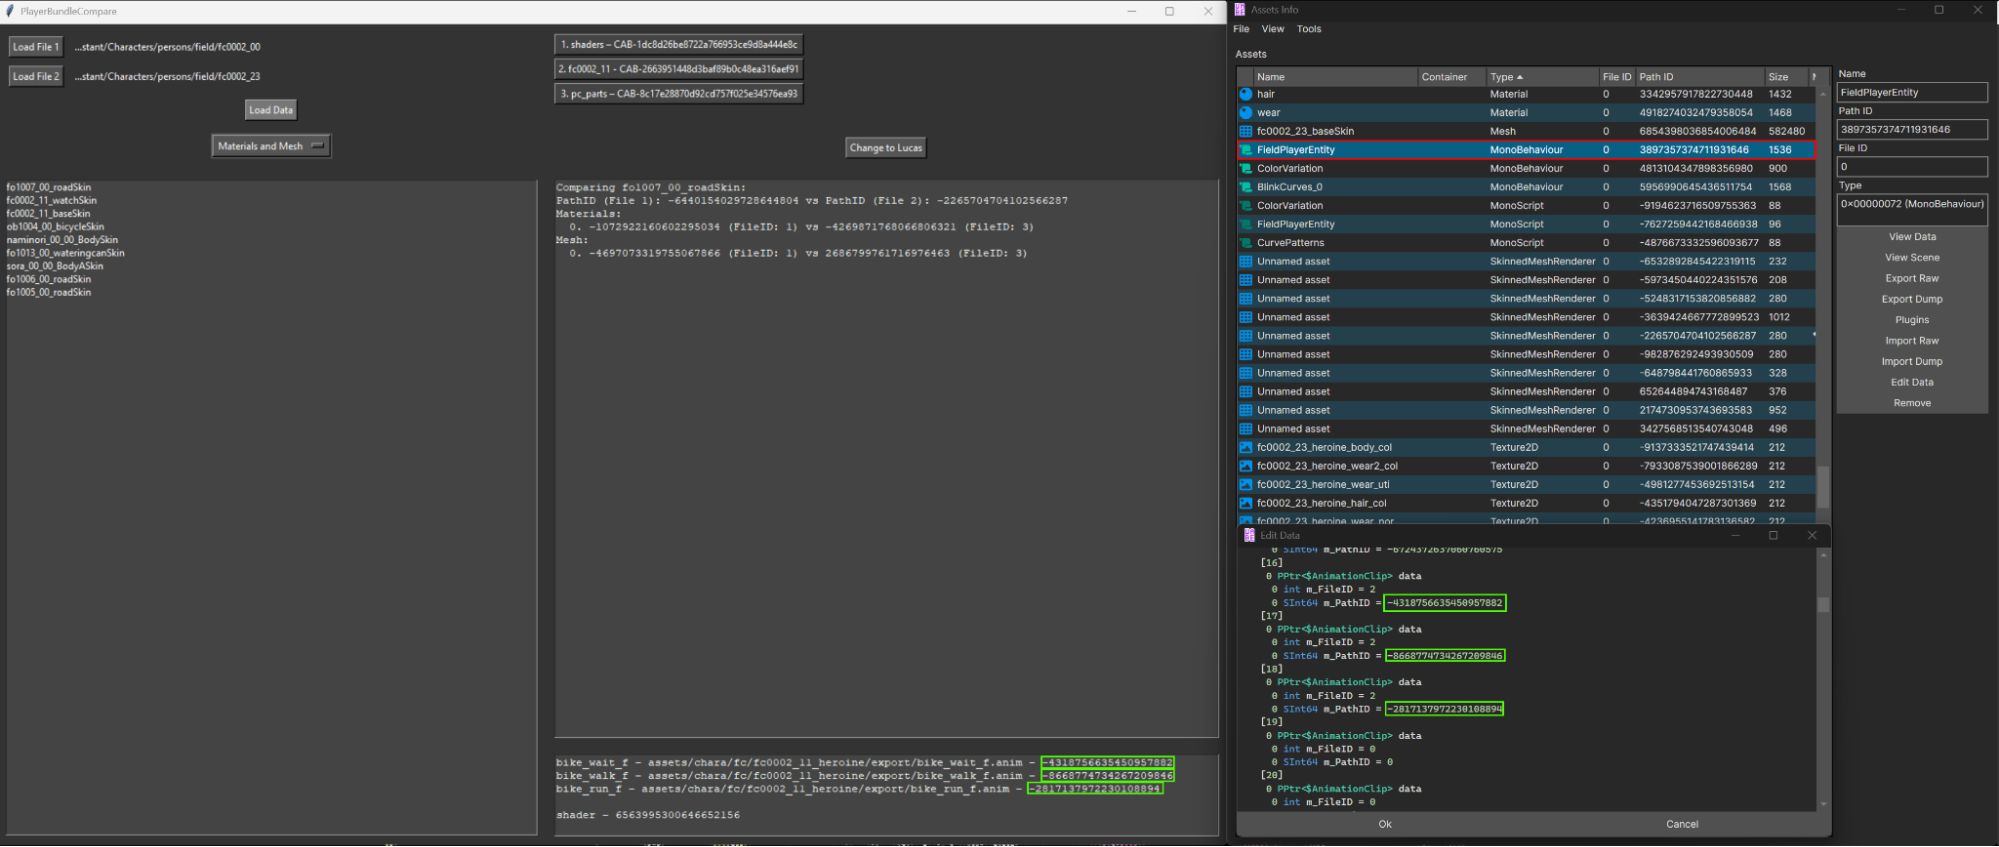 PlayerBundleCompare
Load File 1 ...stant/Characters/persons/field/fc0002_00
Load File 2 ...stant/Characters/persons/field/fc0002_23
Load Data
Materials and Mesh
1. shaders – CAB-1dc8d26be8722a766953ce9d8a444e8c
2. fc0002_11 - CAB-2663951448d3baf89b0c48ea316aef91
3. pc_parts – CAB-8c17e28870d92cd757f025e34576ea93
Change to Lucas
fo1007_00_roadSkin
fc0002_11_watchSkin
fc0002_11_baseSkin
ob1004_00_bicycleSkin
naminori_00_00_BodySkin
fo1013_00_wateringcanSkin
sora_00_00_BodyASkin
fo1006_00_roadSkin
fo1005_00_roadSkin
Comparing fo1007_00_roadSkin:
PathID (File 1): -6440154029728644804 vs PathID (File 2): -2265704704102566287
Materials:
0. -1072922160602295034 (FileID: 1) vs -4269871768066806321 (FileID: 3)
Mesh:
0. -4697073319755067866 (FileID: 1) vs 2686799761716976463 (FileID: 3)
bike_wait_f – assets/chara/fc/fc0002_11_heroine/export/bike_wait_f.anim – -4318756635450957882
bike_walk_f – assets/chara/fc/fc0002_11_heroine/export/bike_walk_f.anim – -8668774734267209846
bike_run_f – assets/chara/fc/fc0002_11_heroine/export/bike_run_f.anim – -2817137972230108894
shader – 6563995300646652156
Assets Info
File View Tools
Assets
Name Container Type File ID Path ID Size
hair Material 0 3342957917822730448 1432
wear Material 0 4918274032479358054 1468
fc0002_23_baseSkin Mesh 0 6854398036854006484 582480
FieldPlayerEntity MonoBehaviour 0 3897357374711931646 1536
ColorVariation MonoBehaviour 0 4813104347898356980 900
BlinkCurves_0 MonoBehaviour 0 5956990645436511754 1568
ColorVariation MonoScript 0 -9194623716509755363 88
FieldPlayerEntity MonoScript 0 -7627259442168466938 96
CurvePatterns MonoScript 0 -4876673332596093677 88
Unnamed asset SkinnedMeshRenderer 0 -6532892845422319115 232
Unnamed asset SkinnedMeshRenderer 0 -5973450440224351576 208
Unnamed asset SkinnedMeshRenderer 0 -5248317153820856882 280
Unnamed asset SkinnedMeshRenderer 0 -3639424667772899523 1012
Unnamed asset SkinnedMeshRenderer 0 -2265704704102566287 280
Unnamed asset SkinnedMeshRenderer 0 -982876292493930509 280
Unnamed asset SkinnedMeshRenderer 0 -648798441760865933 328
Unnamed asset SkinnedMeshRenderer 0 652644894743168487 376
Unnamed asset SkinnedMeshRenderer 0 2174730953743693583 952
Unnamed asset SkinnedMeshRenderer 0 3427568513540743048 496
fc0002_23_heroine_body_col Texture2D 0 -9137333521747439414 212
fc0002_23_heroine_wear2_col Texture2D 0 -7933087539001866289 212
fc0002_23_heroine_wear_uti Texture2D 0 -4981277453692513154 212
fc0002_23_heroine_hair_col Texture2D 0 -4351794047287301369 212
fc0002_23_heroine_wear_nor Texture2D 0 -4236955141783136582 212
Name
FieldPlayerEntity
Path ID
3897357374711931646
File ID
0
Type
0×00000072 (MonoBehaviour)
View Data
View Scene
Export Raw
Export Dump
Plugins
Import Raw
Import Dump
Edit Data
Remove
Edit Data
0 SInt64 m_PathID = -6724372637060760575
[16]
0 PPtr<$AnimationClip> data
0 int m_FileID = 2
0 SInt64 m_PathID = -4318756635450957882
[17]
0 PPtr<$AnimationClip> data
0 int m_FileID = 2
0 SInt64 m_PathID = -8668774734267209846
[18]
0 PPtr<$AnimationClip> data
0 int m_FileID = 2
0 SInt64 m_PathID = -2817137972230108894
[19]
0 PPtr<$AnimationClip> data
0 int m_FileID = 0
0 SInt64 m_PathID = 0
[20]
0 PPtr<$AnimationClip> data
0 int m_FileID = 0
Ok Cancel